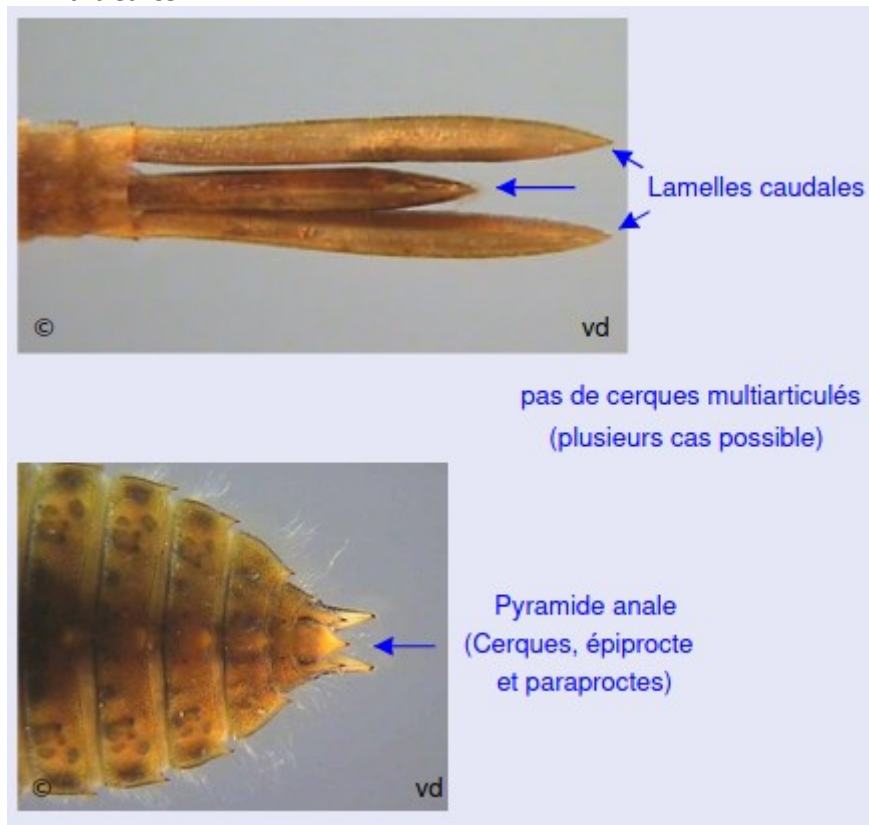 Lamelles caudales
© vd
pas de cerques multiarticulés
(plusieurs cas possible)
Pyramide anale
(Cerques, épiprocte
et paraproctes)
© vd